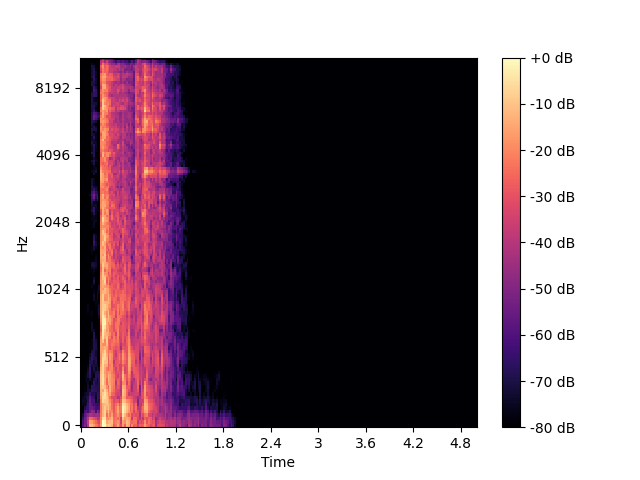 8192
4096
2048
1024
512
0
Hz
0 0.6 1.2 1.8 2.4 3 3.6 4.2 4.8
Time
+0 dB
-10 dB
-20 dB
-30 dB
-40 dB
-50 dB
-60 dB
-70 dB
-80 dB